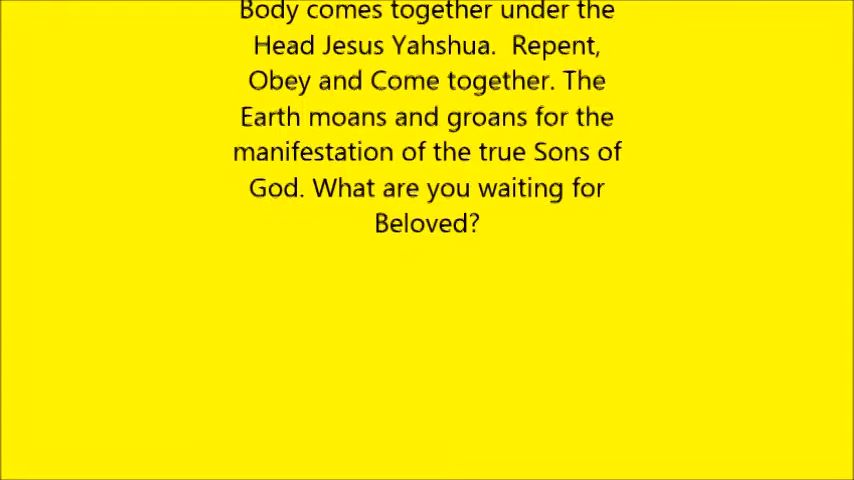 Body comes together under the
Head Jesus Yahshua.  Repent,
Obey and Come together. The
Earth moans and groans for the
manifestation of the true Sons of
God. What are you waiting for
Beloved?